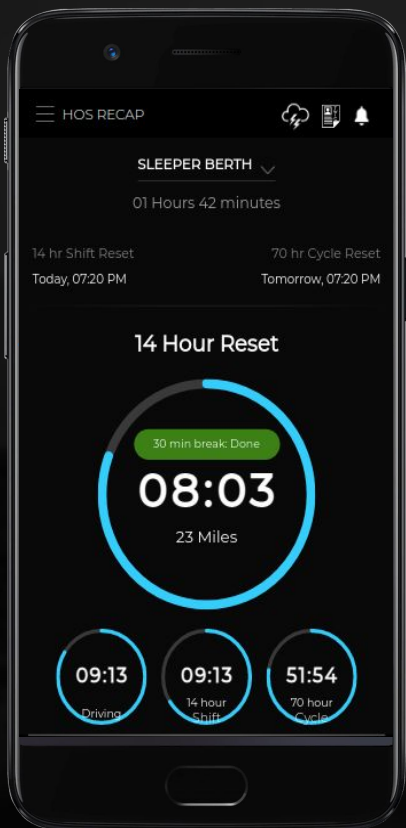 HOS RECAP
SLEEPER BERTH
01 Hours 42 minutes
14 hr Shift Reset
70 hr Cycle Reset
Today, 07:20 PM
Tomorrow, 07:20 PM
14 Hour Reset
30 min break: Done
08:03
23 Miles
09:13
Driving
09:13
14 hour
Shift
51:54
70 hour
Cycle